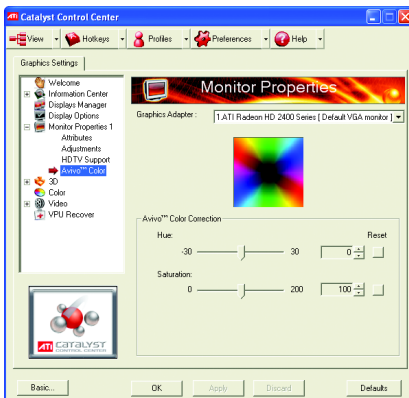 ATI Catalyst Control Center
View Hotkeys Profiles Preferences Help
Graphics Settings
Welcome
Information Center
Displays Manager
Display Options
Monitor Properties 1
Attributes
Adjustments
HDTV Support
Avivo™ Color
3D
Color
Video
VPU Recover
Monitor Properties
Graphics Adapter :
1.ATI Radeon HD 2400 Series [ Default VGA monitor ]
Avivo™ Color Correction
Hue:
Reset
-30
30
0
Saturation:
0
200
100
ATI CATALYST
CONTROL CENTER
Basic...
OK
Apply
Discard
Defaults